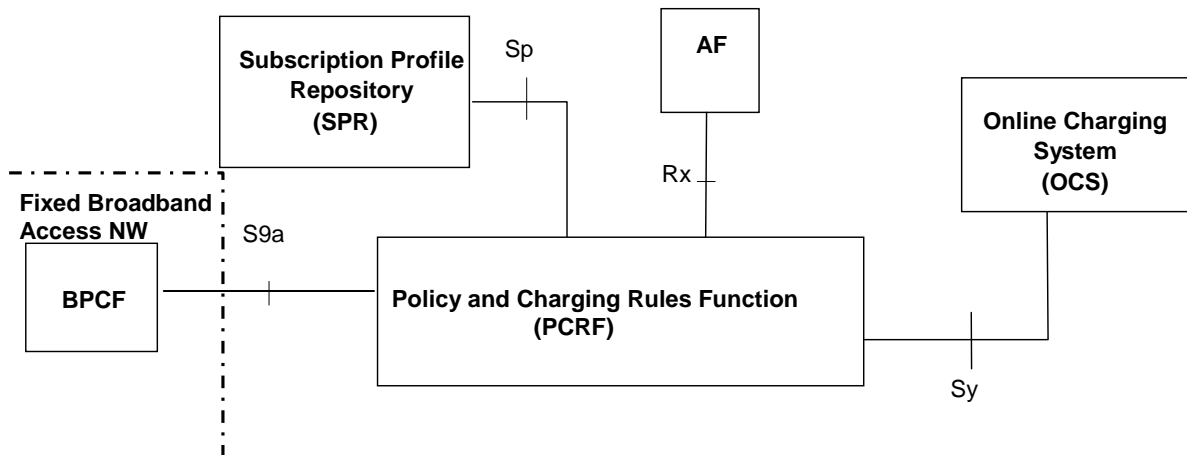 Subscription Profile
Repository
(SPR)
Sp
AF
Online Charging
System
(OCS)
Rx
Fixed Broadband
Access NW
S9a
BPCF
Policy and Charging Rules Function
(PCRF)
Sy